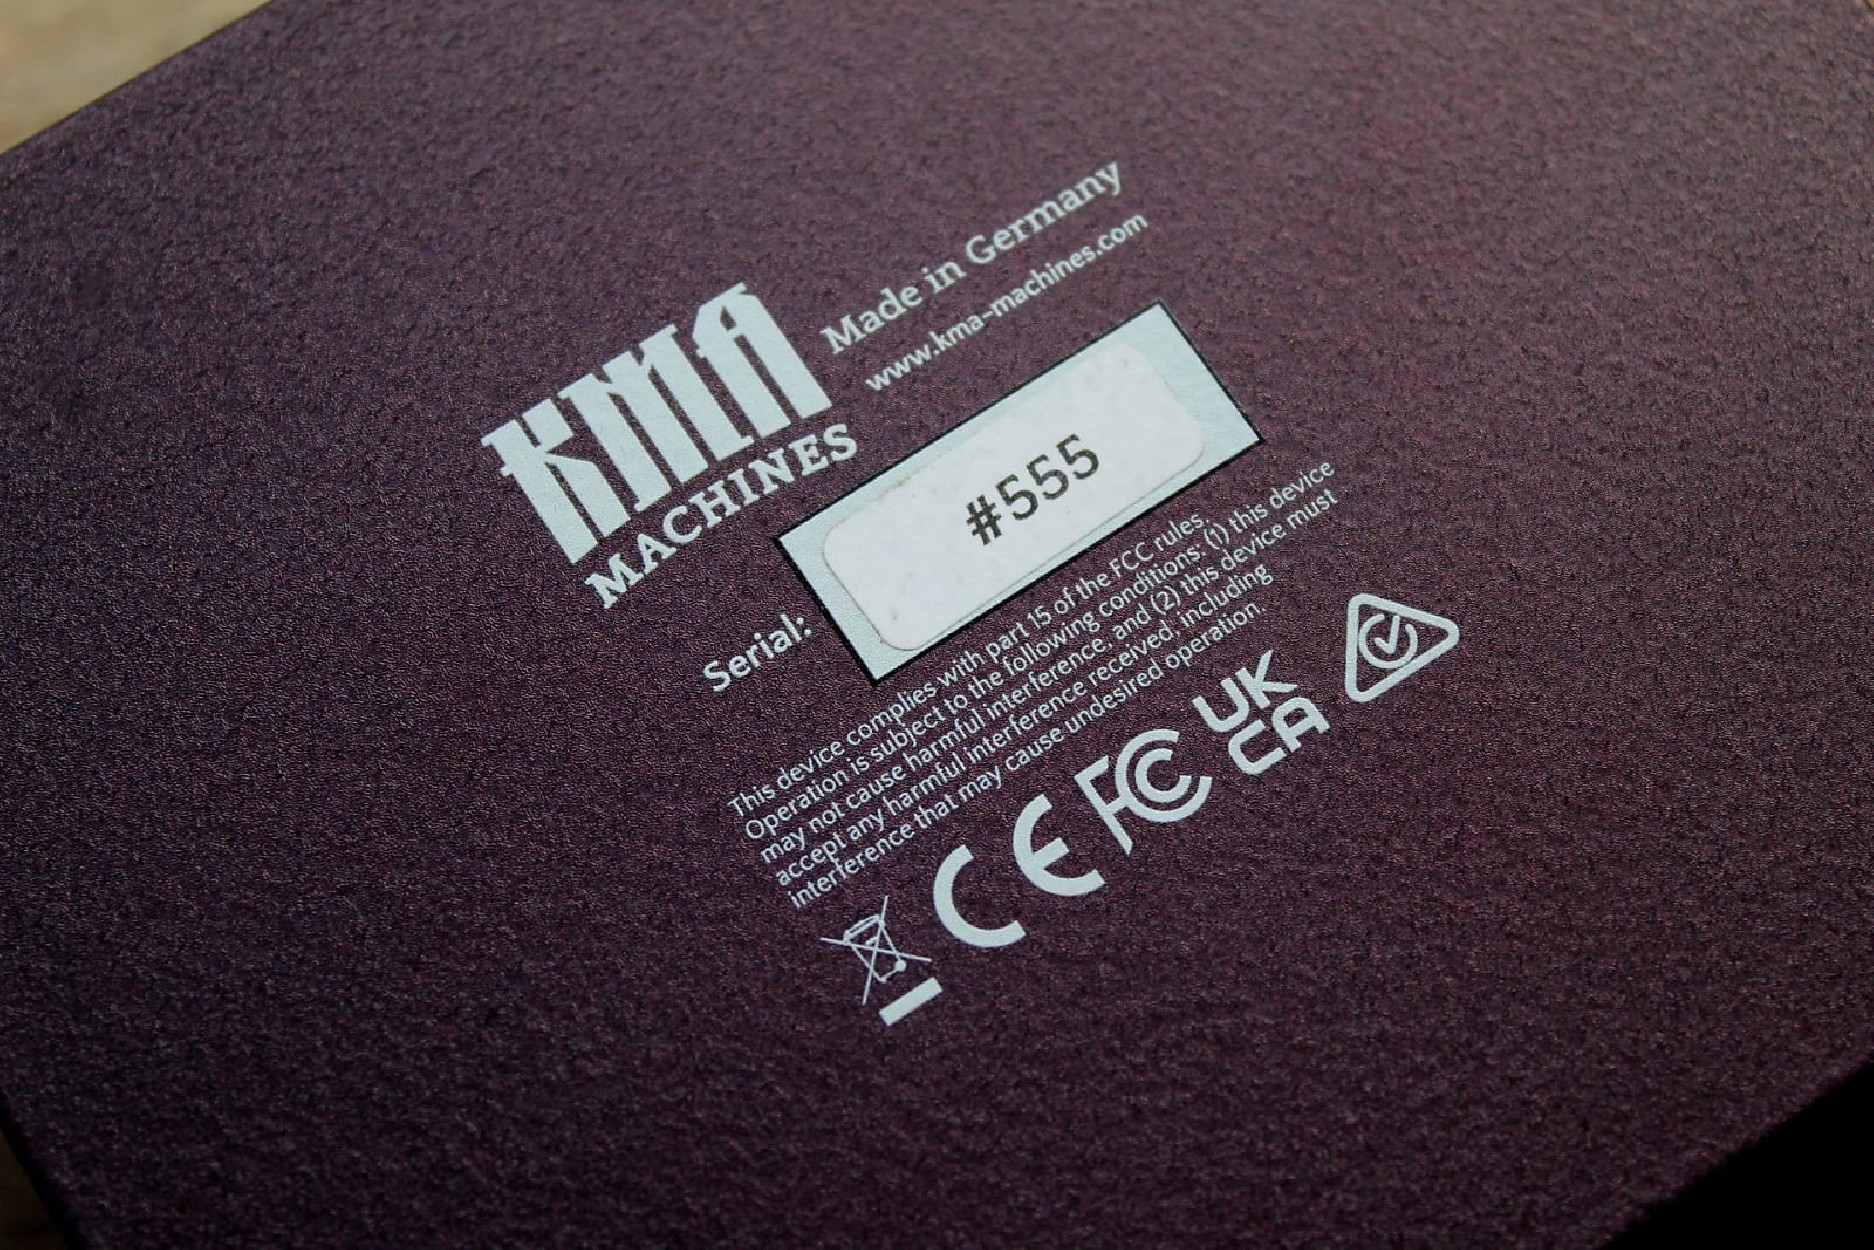 KMA
MACHINES
Made in Germany
www.kma-machines.com
Serial:
#555
This device complies with part 15 of the FCC rules.
Operation is subject to the following conditions: (1) this device
may not cause harmful interference, and (2) this device must
accept any harmful interference received, including
interference that may cause undesired operation.
CE FC UK
CA